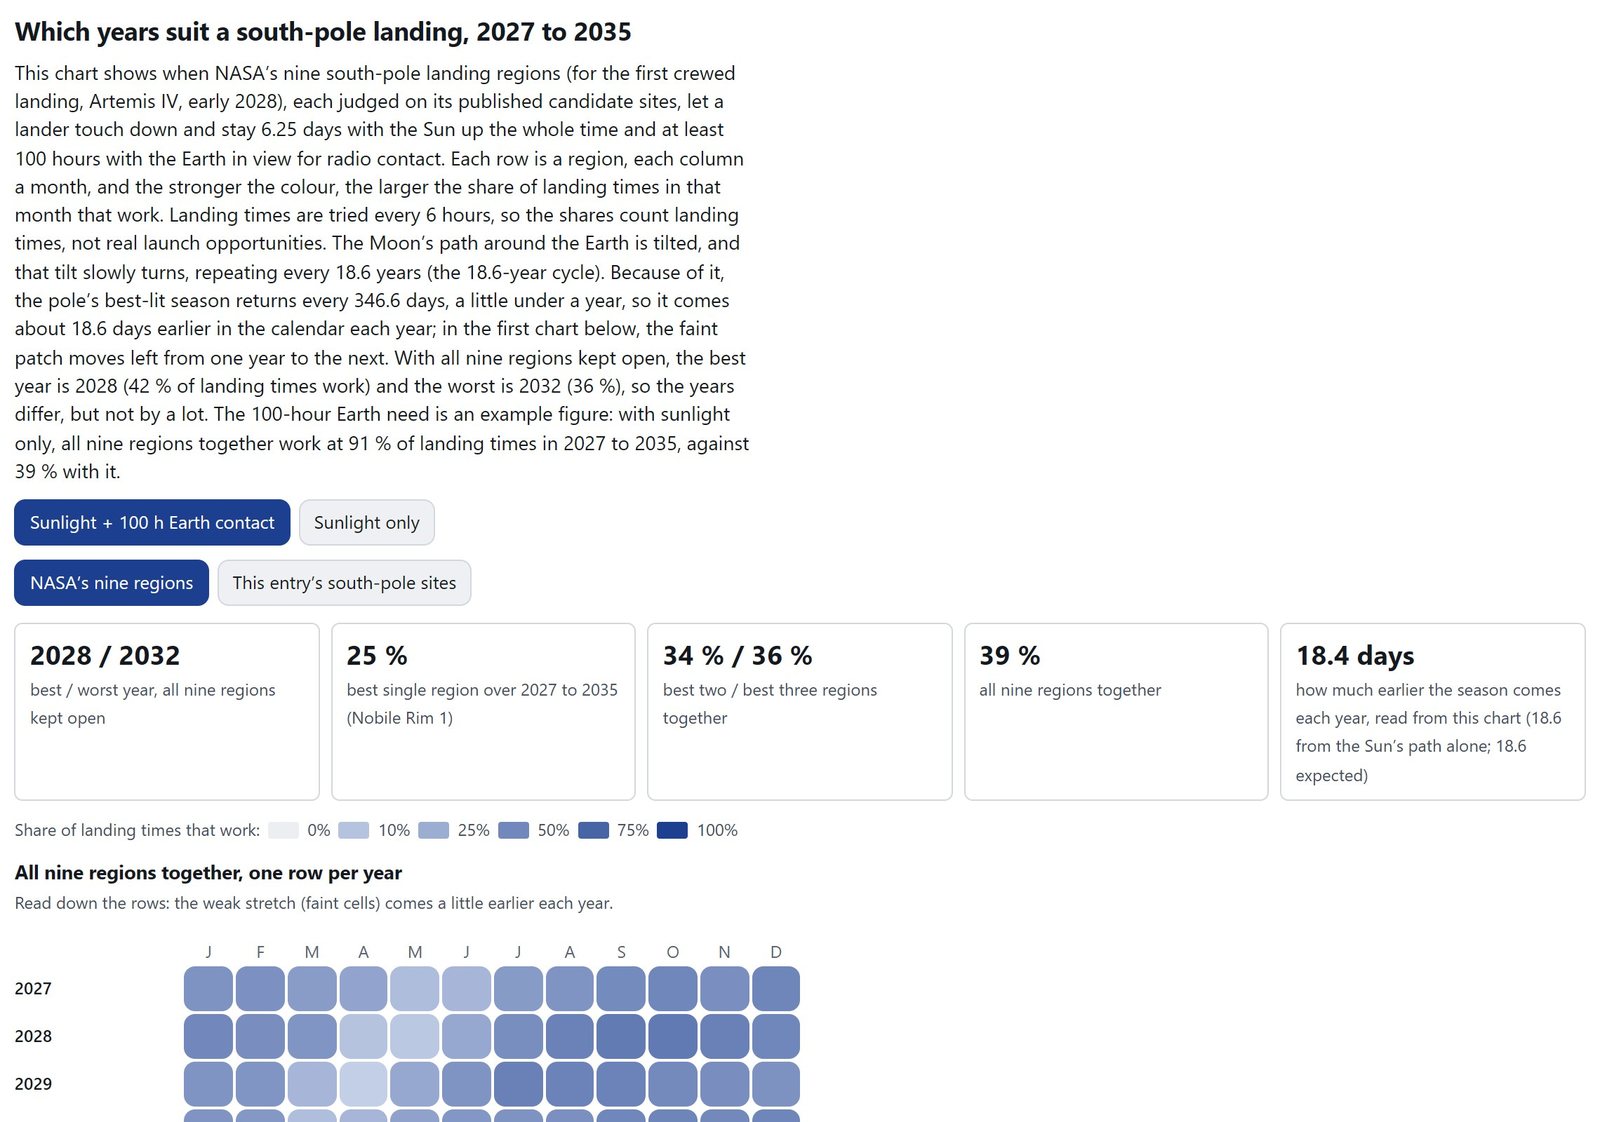 Which years suit a south-pole landing, 2027 to 2035
This chart shows when NASA's nine south-pole landing regions (for the first crewed
landing, Artemis IV, early 2028), each judged on its published candidate sites, let a
lander touch down and stay 6.25 days with the Sun up the whole time and at least
100 hours with the Earth in view for radio contact. Each row is a region, each column
a month, and the stronger the colour, the larger the share of landing times in that
month that work. Landing times are tried every 6 hours, so the shares count landing
times, not real launch opportunities. The Moon's path around the Earth is tilted, and
that tilt slowly turns, repeating every 18.6 years (the 18.6-year cycle). Because of it,
the pole's best-lit season returns every 346.6 days, a little under a year, so it comes
about 18.6 days earlier in the calendar each year; in the first chart below, the faint
patch moves left from one year to the next. With all nine regions kept open, the best
year is 2028 (42 % of landing times work) and the worst is 2032 (36 %), so the years
differ, but not by a lot. The 100-hour Earth need is an example figure: with sunlight
only, all nine regions together work at 91 % of landing times in 2027 to 2035, against
39 % with it.
Sunlight + 100 h Earth contact
Sunlight only
NASA's nine regions
This entry's south-pole sites
2028 / 2032
best / worst year, all nine regions
kept open
25 %
best single region over 2027 to 2035
(Nobile Rim 1)
34 % / 36 %
best two / best three regions
together
39 %
all nine regions together
18.4 days
how much earlier the season comes
each year, read from this chart (18.6
from the Sun's path alone; 18.6
expected)
Share of landing times that work: 0% 10% 25% 50% 75% 100%
All nine regions together, one row per year
Read down the rows: the weak stretch (faint cells) comes a little earlier each year.
J F M A M J J A S O N D
2027
2028
2029